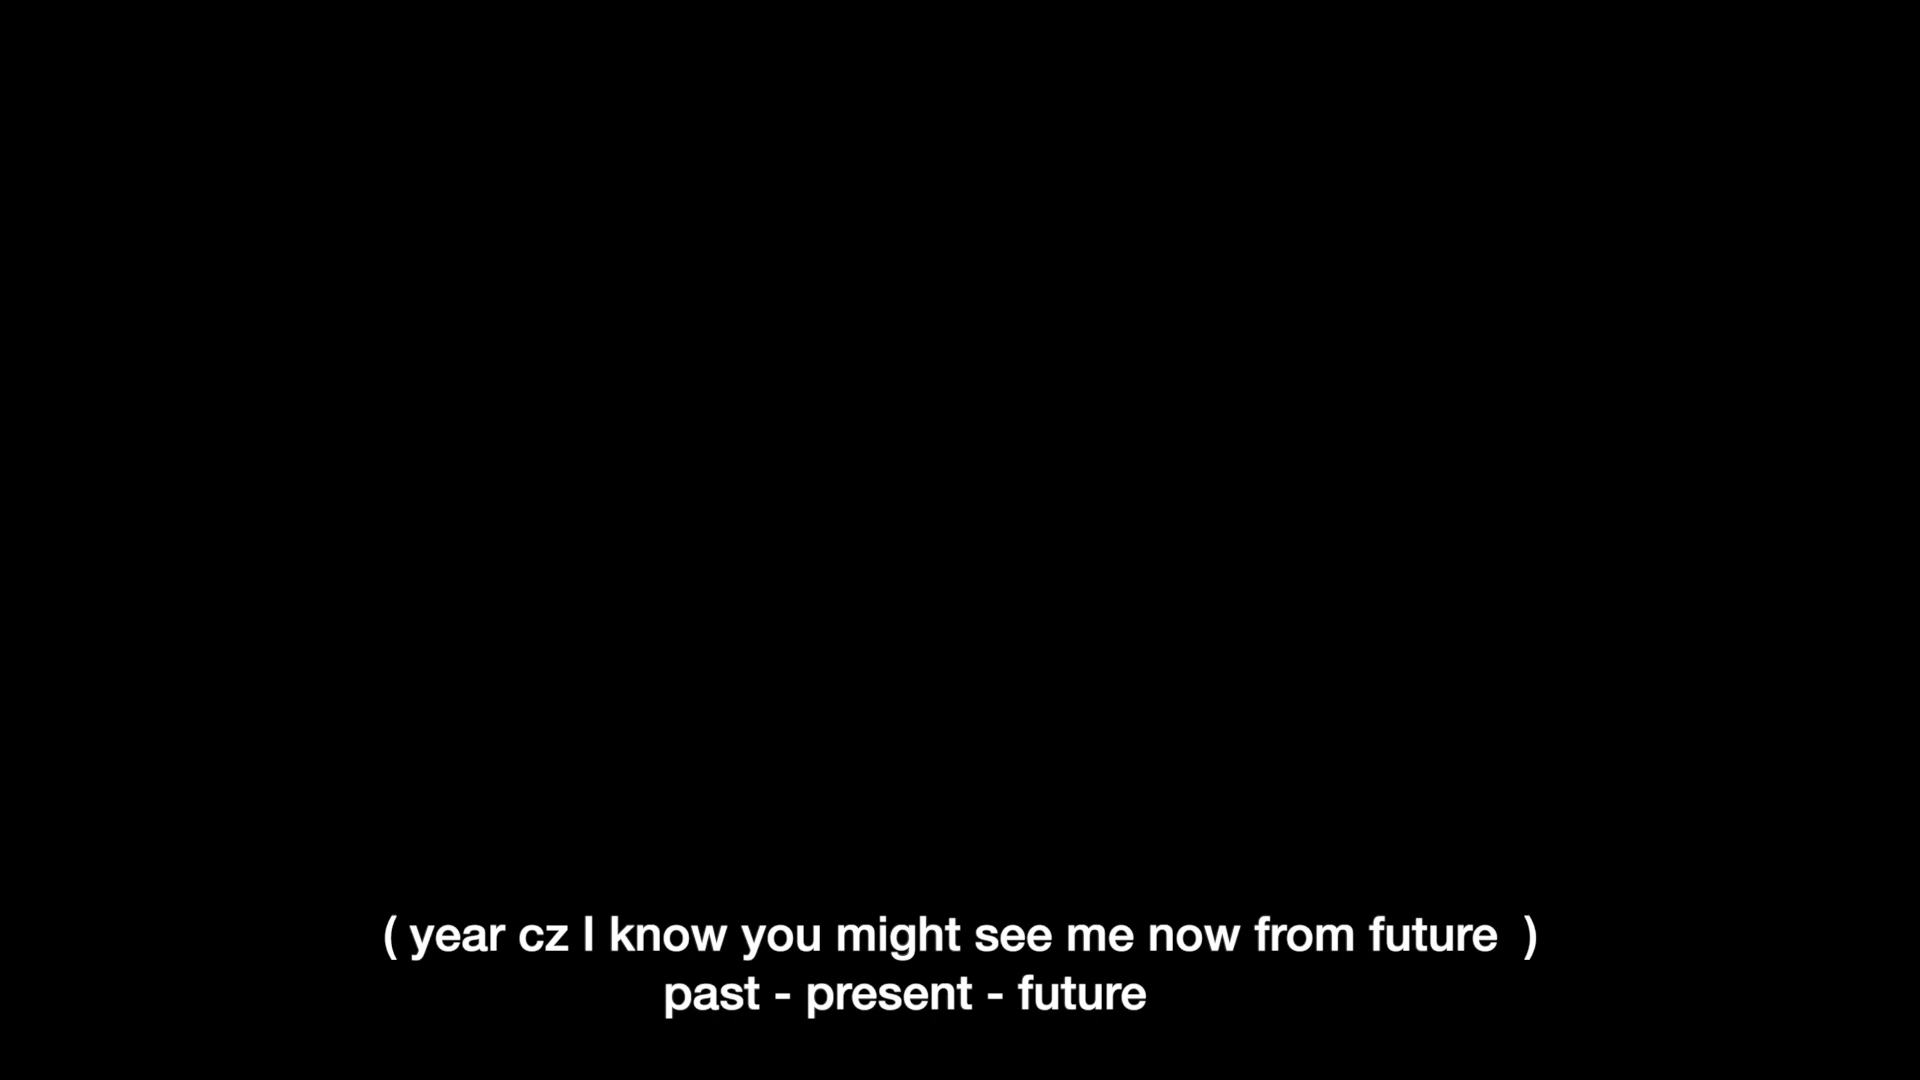 ( year cz I know you might see me now from future  )
past - present - future